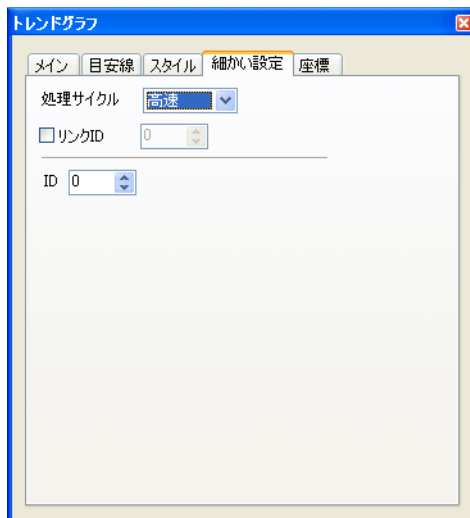 トレンドグラフ
メイン 目安線 スタイル 細かい設定 座標
処理サイクル 高速
リンクID 0
ID 0